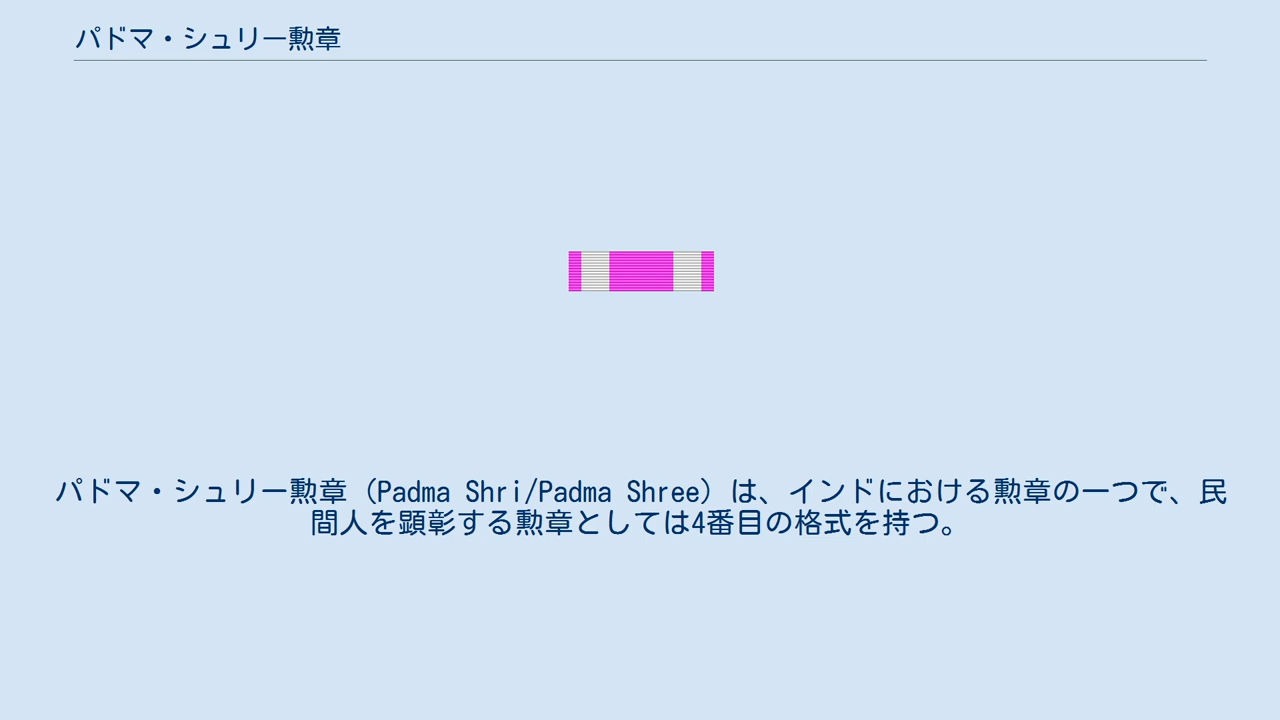 パドマ・シュリー勲章
パドマ・シュリー勲章（Padma Shri/Padma Shree）は、インドにおける勲章の一つで、民
間人を顕彰する勲章としては4番目の格式を持つ。